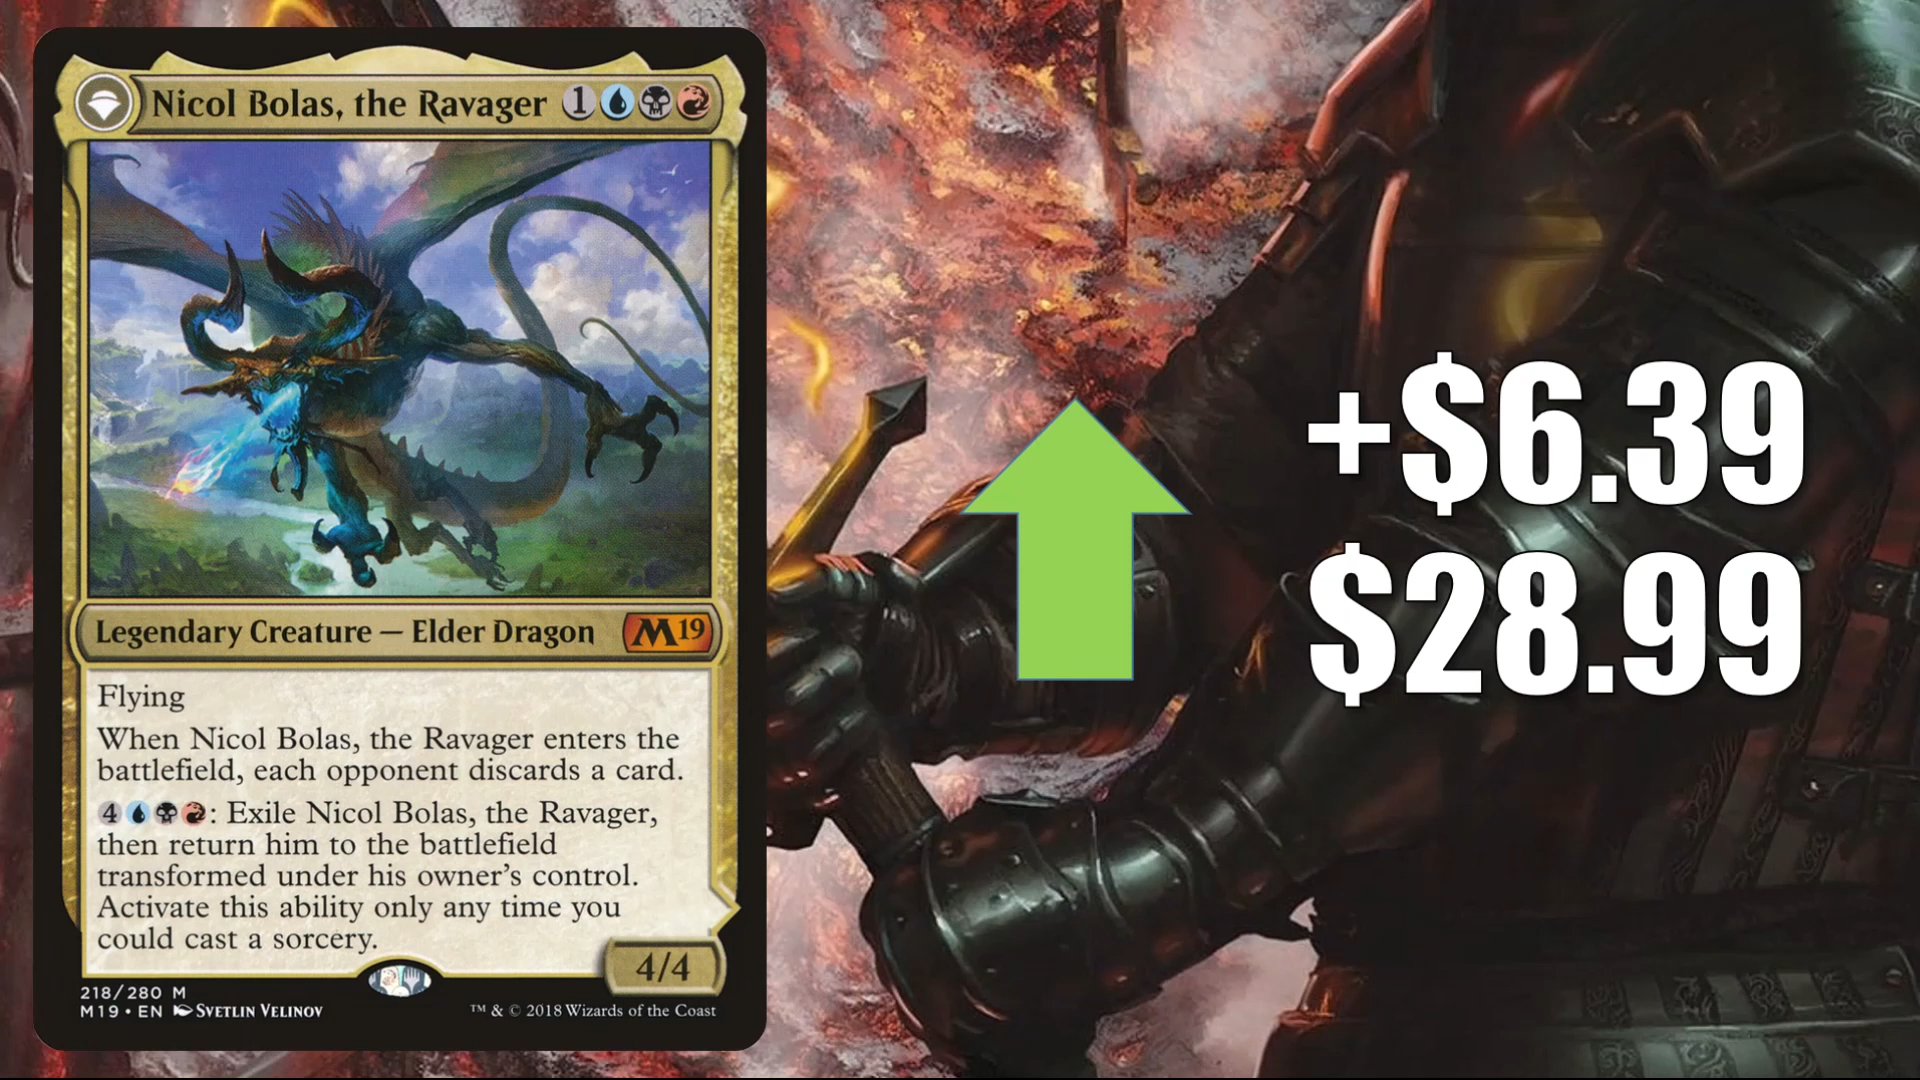 Nicol Bolas, the Ravager 1
Legendary Creature — Elder Dragon M19
Flying
When Nicol Bolas, the Ravager enters the
battlefield, each opponent discards a card.
4: Exile Nicol Bolas, the Ravager,
then return him to the battlefield
transformed under his owner's control.
Activate this ability only any time you
could cast a sorcery.
4/4
218/280 M
M19 • EN Svetlin Velinov
™ & © 2018 Wizards of the Coast
+$6.39
$28.99